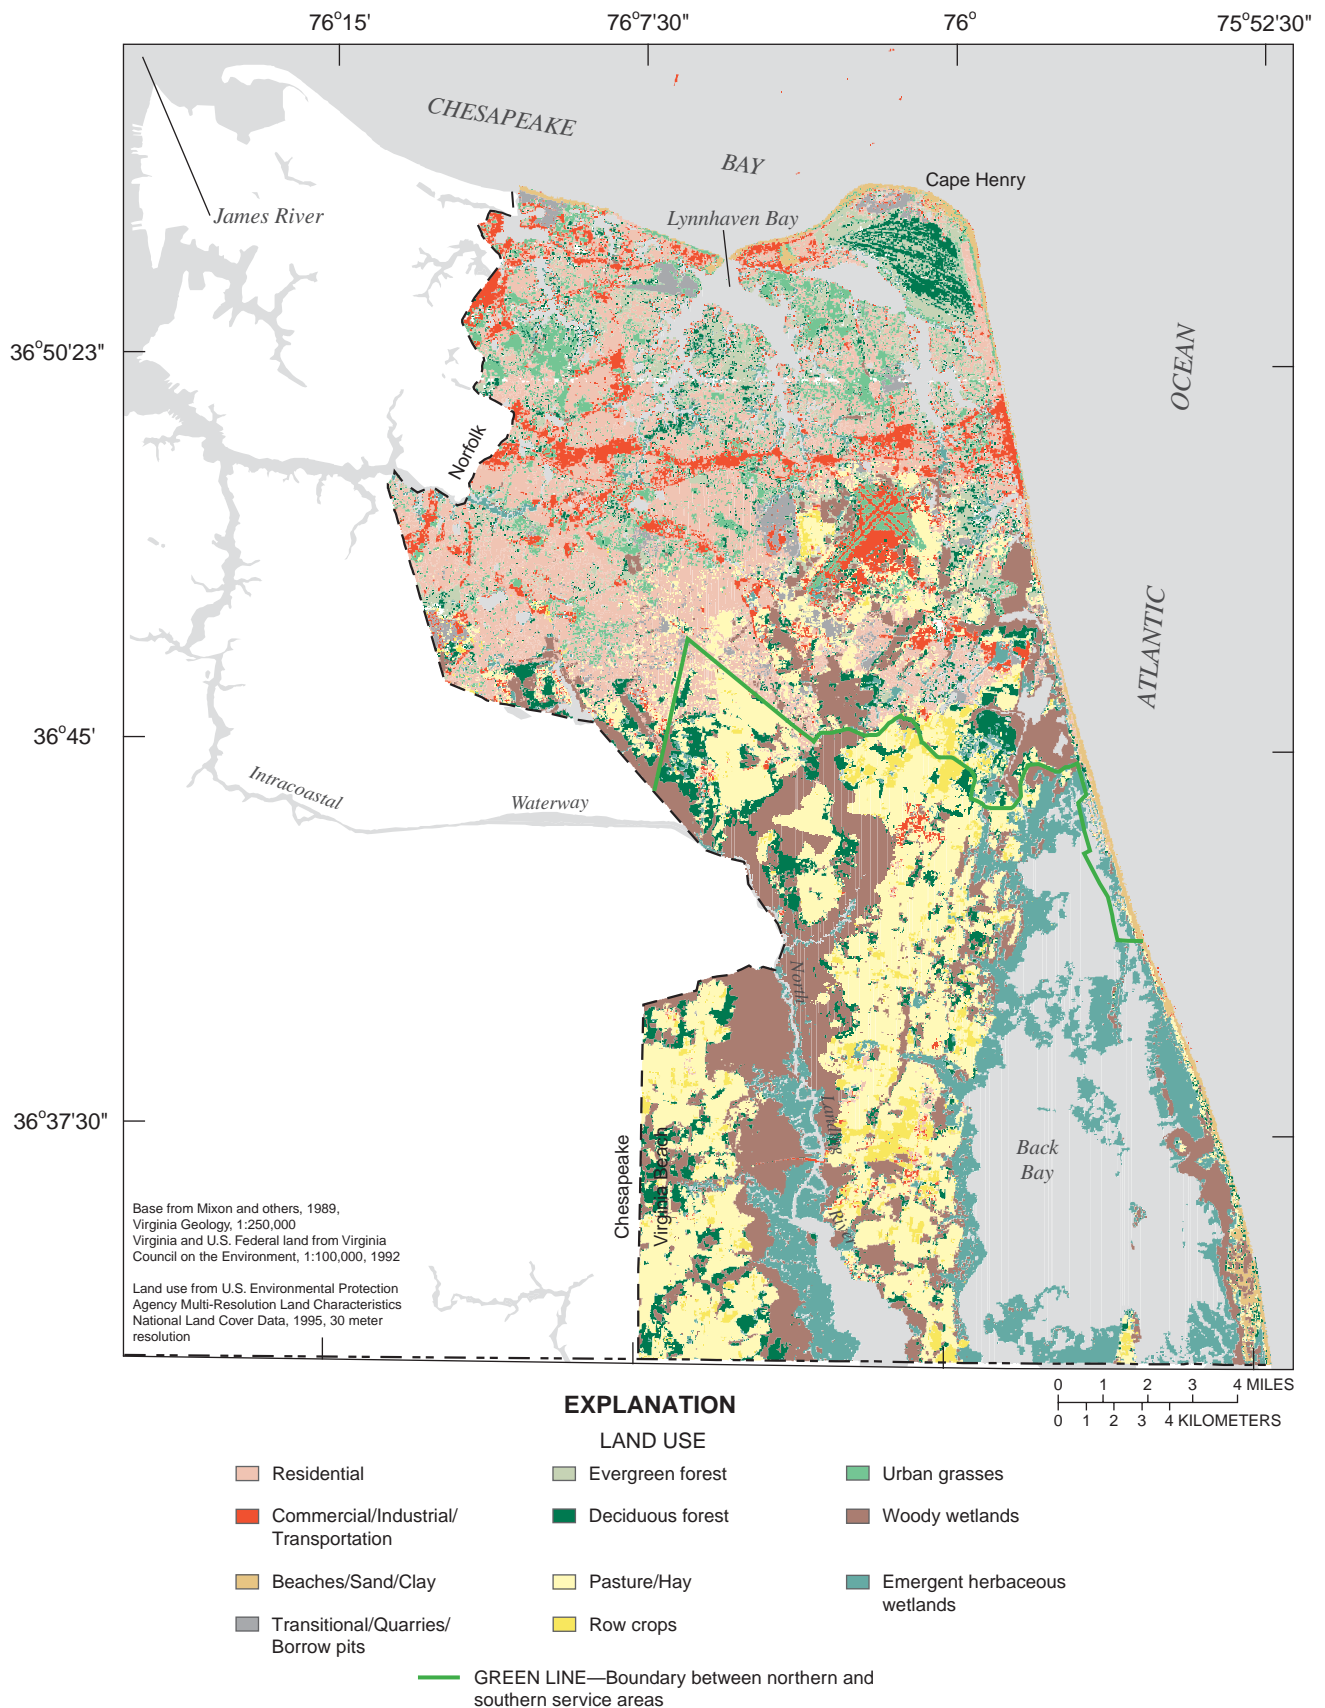 76°15'
76°7'30"
76°
75°52'30"
CHESAPEAKE
BAY
Cape Henry
James River
Lynnhaven Bay
36°50'23"
OCEAN
Norfolk
ATLANTIC
36°45'
Intracoastal
Waterway
North
Landing
River
36°37'30"
Chesapeake
Virginia Beach
Back
Bay
Base from Mixon and others, 1989,
Virginia Geology, 1:250,000
Virginia and U.S. Federal land from Virginia
Council on the Environment, 1:100,000, 1992
Land use from U.S. Environmental Protection
Agency Multi-Resolution Land Characteristics
National Land Cover Data, 1995, 30 meter
resolution
0 1 2 3 4 MILES
0 1 2 3 4 KILOMETERS
EXPLANATION
LAND USE
Residential
Commercial/Industrial/
Transportation
Beaches/Sand/Clay
Transitional/Quarries/
Borrow pits
Evergreen forest
Deciduous forest
Pasture/Hay
Row crops
Urban grasses
Woody wetlands
Emergent herbaceous
wetlands
GREEN LINE—Boundary between northern and
southern service areas